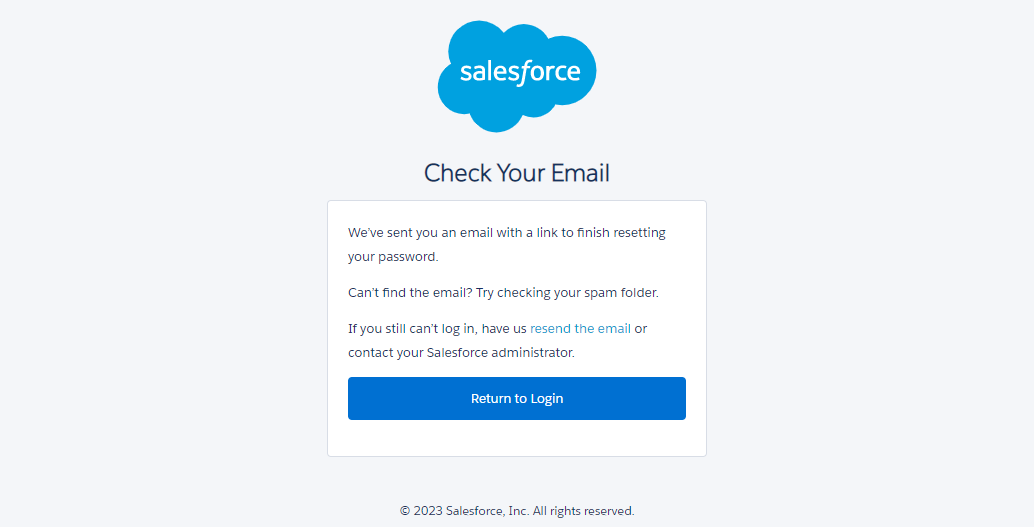 salesforce
Check Your Email
We've sent you an email with a link to finish resetting
your password.
Can't find the email? Try checking your spam folder.
If you still can't log in, have us resend the email or
contact your Salesforce administrator.
Return to Login
© 2023 Salesforce, Inc. All rights reserved.